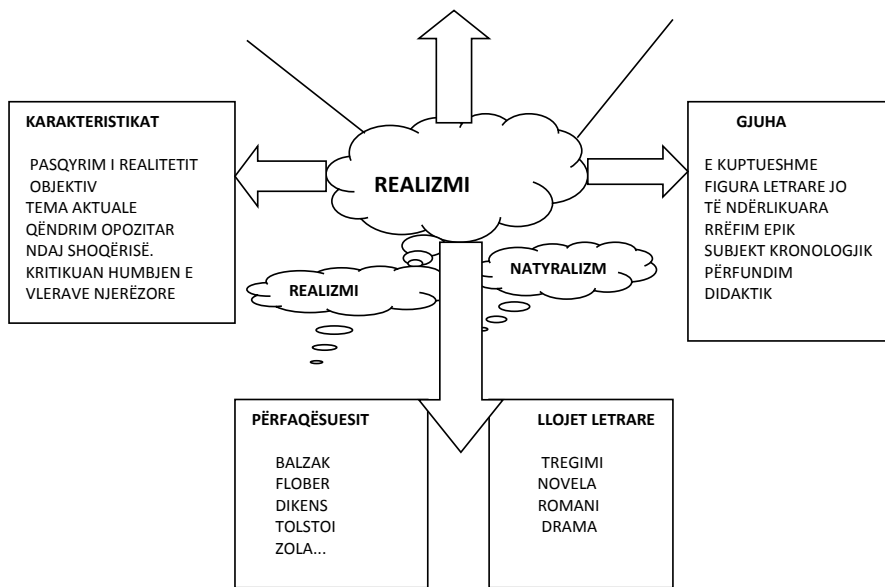 KARAKTERISTIKAT
PASQYRIM I REALITETIT
OBJEKTIV
TEMA AKTUALE
QËNDRIM OPOZITAR
NDAJ SHOQËRISË.
KRITIKUAN HUMBJEN E
VLERAVE NJERËZORE
REALIZMI
GJUHA
E KUPTUESHME
FIGURA LETRARE JO
TË NDËRLIKUARA
RRËFIM EPIK
SUBJEKT KRONOLOGJIK
PËRFUNDIM
DIDAKTIK
REALIZMI
NATYRALIZM
PËRFAQËSUESIT
BALZAK
FLOBER
DIKENS
TOLSTOI
ZOLA...
LLOJET LETRARE
TREGIMI
NOVELA
ROMANI
DRAMA